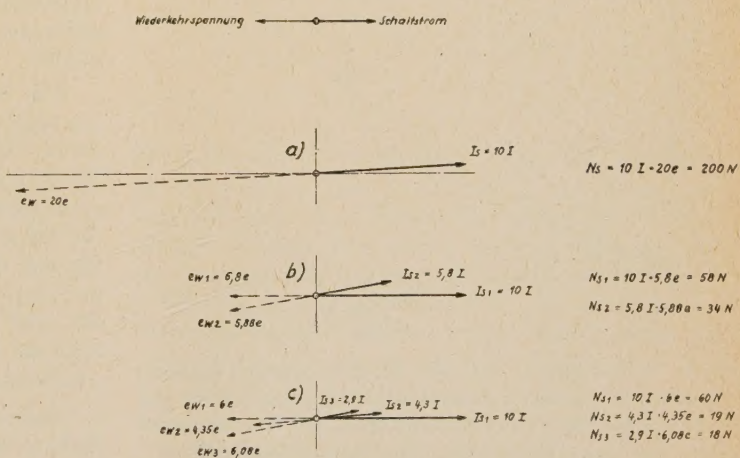 Wiederkehrspannung Schaltstrom
a) Is = 10 I
ew = 20e
Ns = 10 I · 20e = 200 N
b)
ew1 = 6,8e
Is2 = 5,8 I
Is1 = 10 I
ew2 = 5,88e
Ns1 = 10 I · 5,8e = 58 N
Ns2 = 5,8 I · 5,88e = 34 N
c)
ew1 = 6e
Is3 = 2,9 I
Is2 = 4,3 I
Is1 = 10 I
ew2 = 4,35e
ew3 = 6,08e
Ns1 = 10 I · 6e = 60 N
Ns2 = 4,3 I · 4,35e = 19 N
Ns3 = 2,9 I · 6,08e = 18 N